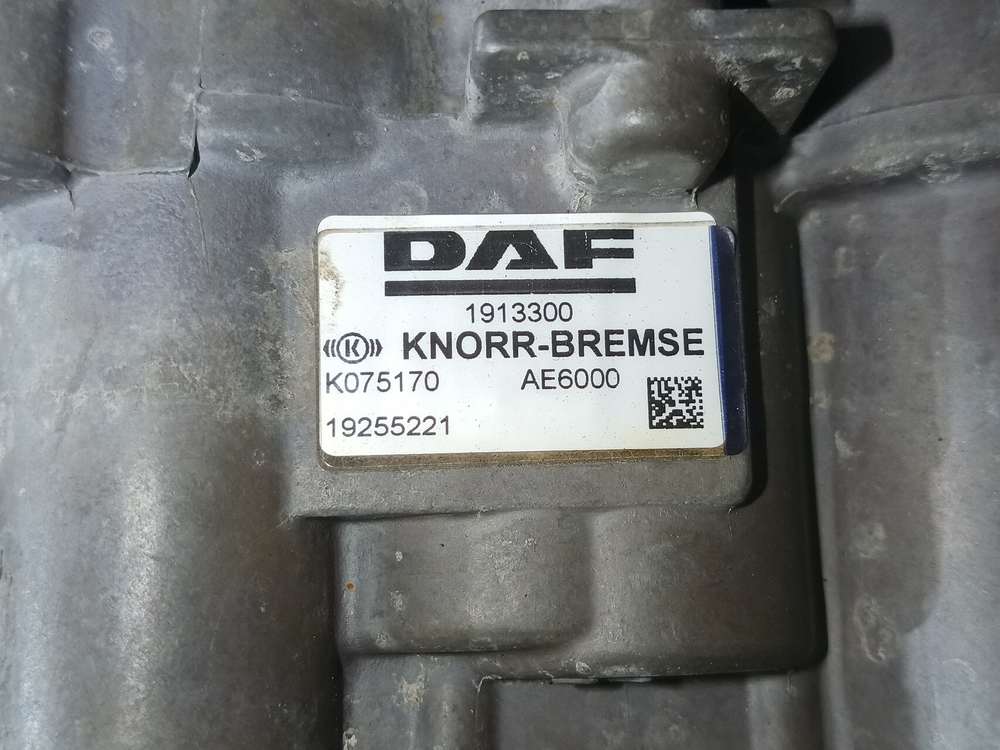 DAF
1913300
K KNORR-BREMSE
K075170 AE6000
19255221